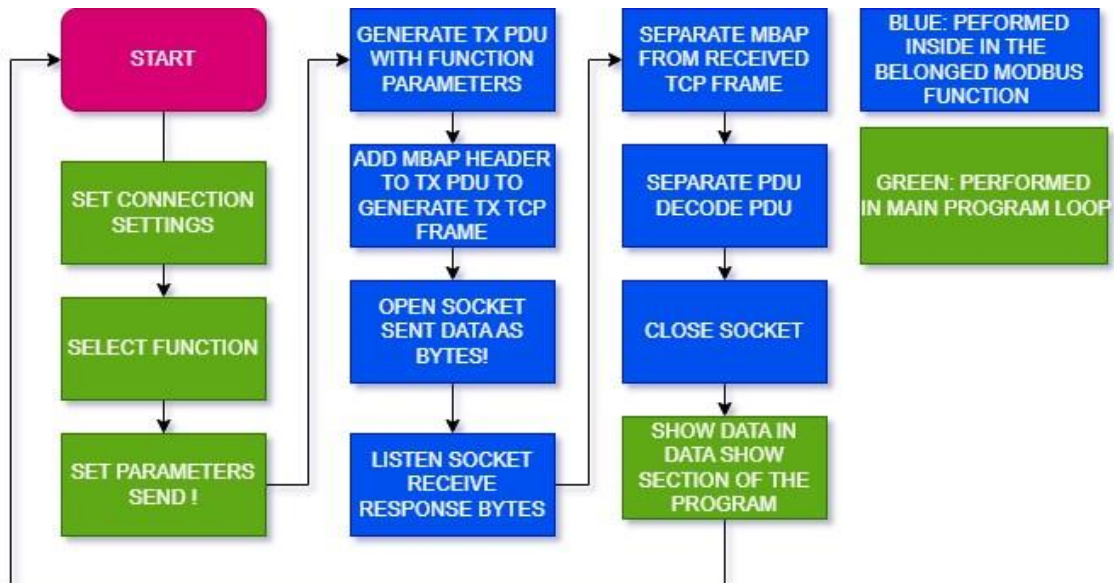 START
SET CONNECTION
SETTINGS
SELECT FUNCTION
SET PARAMETERS
SEND !
GENERATE TX PDU
WITH FUNCTION
PARAMETERS
ADD MBAP HEADER
TO TX PDU TO
GENERATE TX TCP
FRAME
OPEN SOCKET
SENT DATA AS
BYTES!
LISTEN SOCKET
RECEIVE
RESPONSE BYTES
SEPARATE MBAP
FROM RECEIVED
TCP FRAME
SEPARATE PDU
DECODE PDU
CLOSE SOCKET
SHOW DATA IN
DATA SHOW
SECTION OF THE
PROGRAM
BLUE: PEFORMED
INSIDE IN THE
BELONGED MODBUS
FUNCTION
GREEN: PERFORMED
IN MAIN PROGRAM LOOP